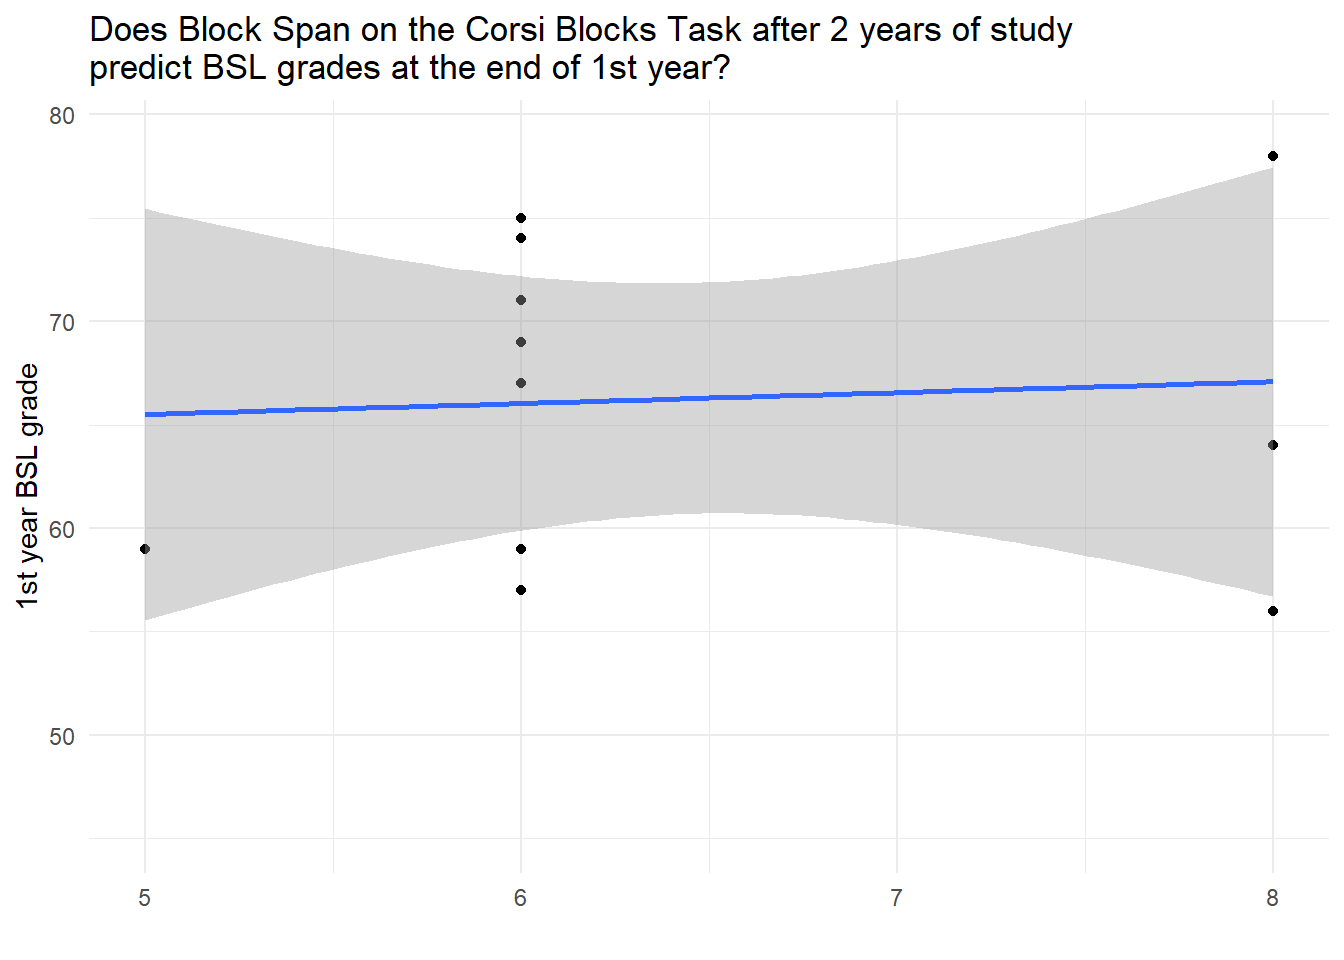 Does Block Span on the Corsi Blocks Task after 2 years of study
predict BSL grades at the end of 1st year?
1st year BSL grade
80
70
60
50
5
6
7
8